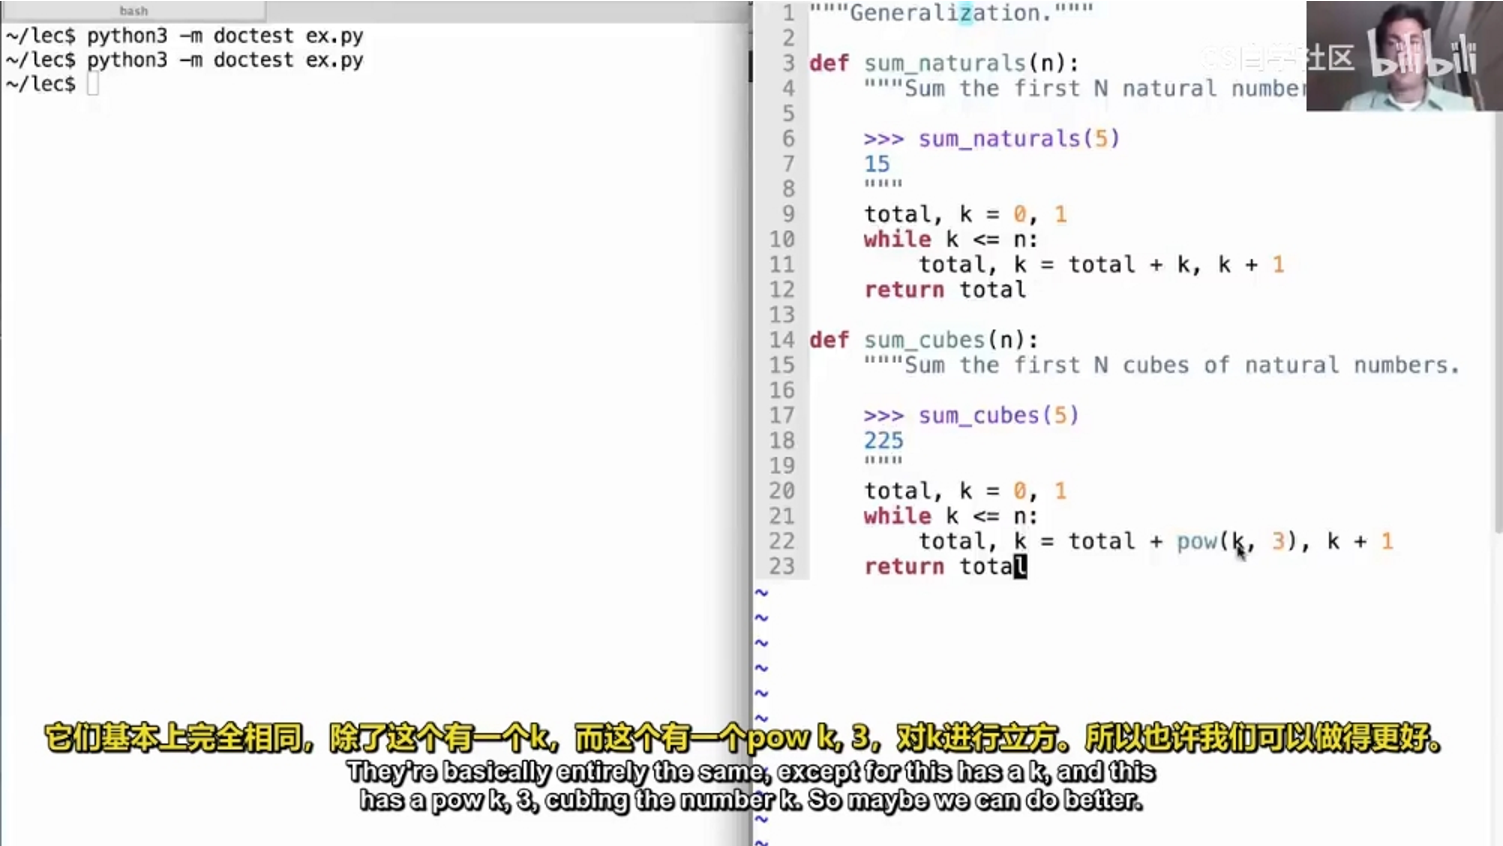 bash
~/lec$ python3 -m doctest ex.py
~/lec$ python3 -m doctest ex.py
~/lec$
1 """Generalization."""
2
3 def sum_naturals(n):
4     """Sum the first N natural number
5
6     >>> sum_naturals(5)
7     15
8     """
9     total, k = 0, 1
10     while k <= n:
11         total, k = total + k, k + 1
12     return total
13
14 def sum_cubes(n):
15     """Sum the first N cubes of natural numbers.
16
17     >>> sum_cubes(5)
18     225
19     """
20     total, k = 0, 1
21     while k <= n:
22         total, k = total + pow(k, 3), k + 1
23     return total
~
~
~
~
~
~
~
~
~
~
~
CS自学社区 bilibili
它们基本上完全相同，除了这个有一个k，而这个有一个pow k, 3，对k进行立方。所以也许我们可以做得更好。
They're basically entirely the same, except for this has a k, and this
has a pow k, 3, cubing the number k. So maybe we can do better.